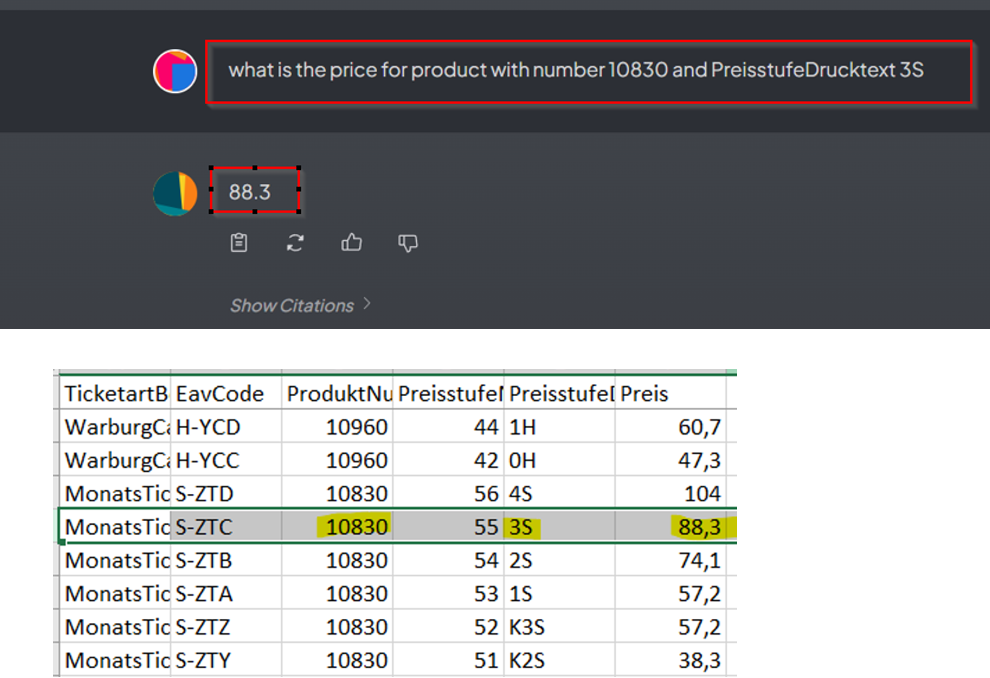 what is the price for product with number 10830 and PreisstufeDrucktext 3S
88.3
Show Citations
TicketartB EavCode ProduktNu Preisstufe Preisstufe Preis
WarburgCa H-YCD 10960 44 1H 60,7
WarburgCa H-YCC 10960 42 0H 47,3
MonatsTic S-ZTD 10830 56 4S 104
MonatsTic S-ZTC 10830 55 3S 88,3
MonatsTic S-ZTB 10830 54 2S 74,1
MonatsTic S-ZTA 10830 53 1S 57,2
MonatsTic S-ZTZ 10830 52 K3S 57,2
MonatsTic S-ZTY 10830 51 K2S 38,3